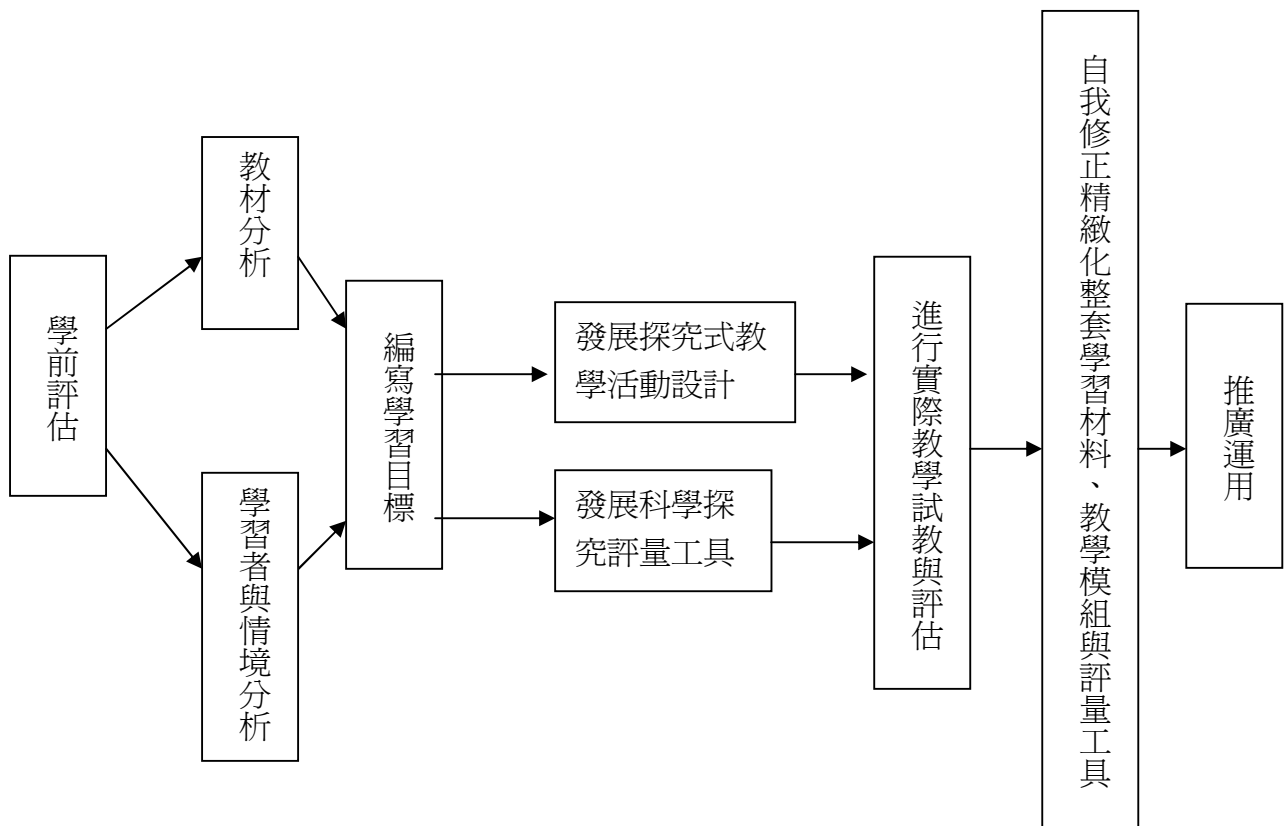 學前評估
教材分析
學習者與情境分析
編寫學習目標
發展探究式教
學活動設計
發展科學探
究評量工具
進行實際教學試教與評估
自我修正精緻化整套學習材料、教學模組與評量工具
推廣運用